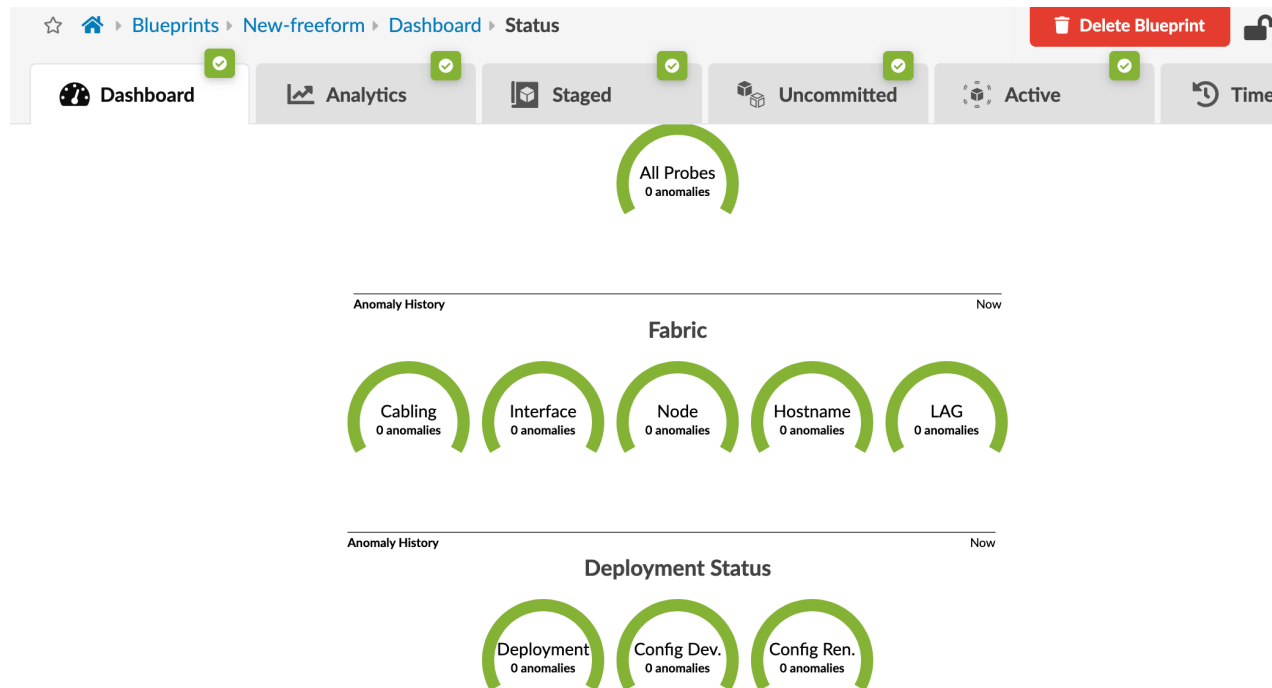 Blueprints New-freeform Dashboard Status
Delete Blueprint
Dashboard
Analytics
Staged
Uncommitted
Active
Time
All Probes
0 anomalies
Anomaly History Now
Fabric
Cabling
0 anomalies
Interface
0 anomalies
Node
0 anomalies
Hostname
0 anomalies
LAG
0 anomalies
Anomaly History Now
Deployment Status
Deployment
0 anomalies
Config Dev.
0 anomalies
Config Ren.
0 anomalies